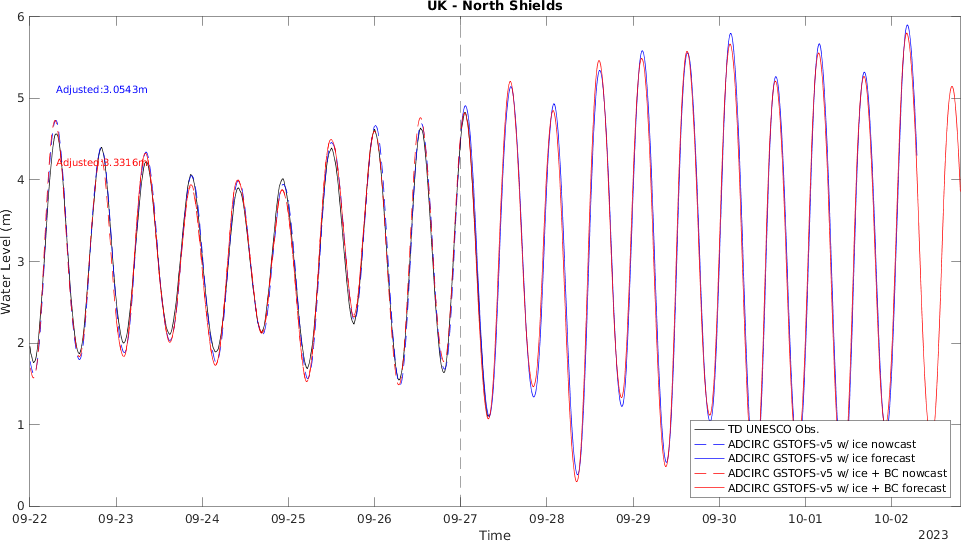 UK - North Shields
6
5
4
3
2
1
0
Water Level (m)
Adjusted:3.0543m
Adjusted:3.3316m
TD UNESCO Obs.
ADCIRC GSTOFS-v5 w/ ice nowcast
ADCIRC GSTOFS-v5 w/ ice forecast
ADCIRC GSTOFS-v5 w/ ice + BC nowcast
ADCIRC GSTOFS-v5 w/ ice + BC forecast
09-22 09-23 09-24 09-25 09-26 09-27 09-28 09-29 09-30 10-01 10-02
Time
2023